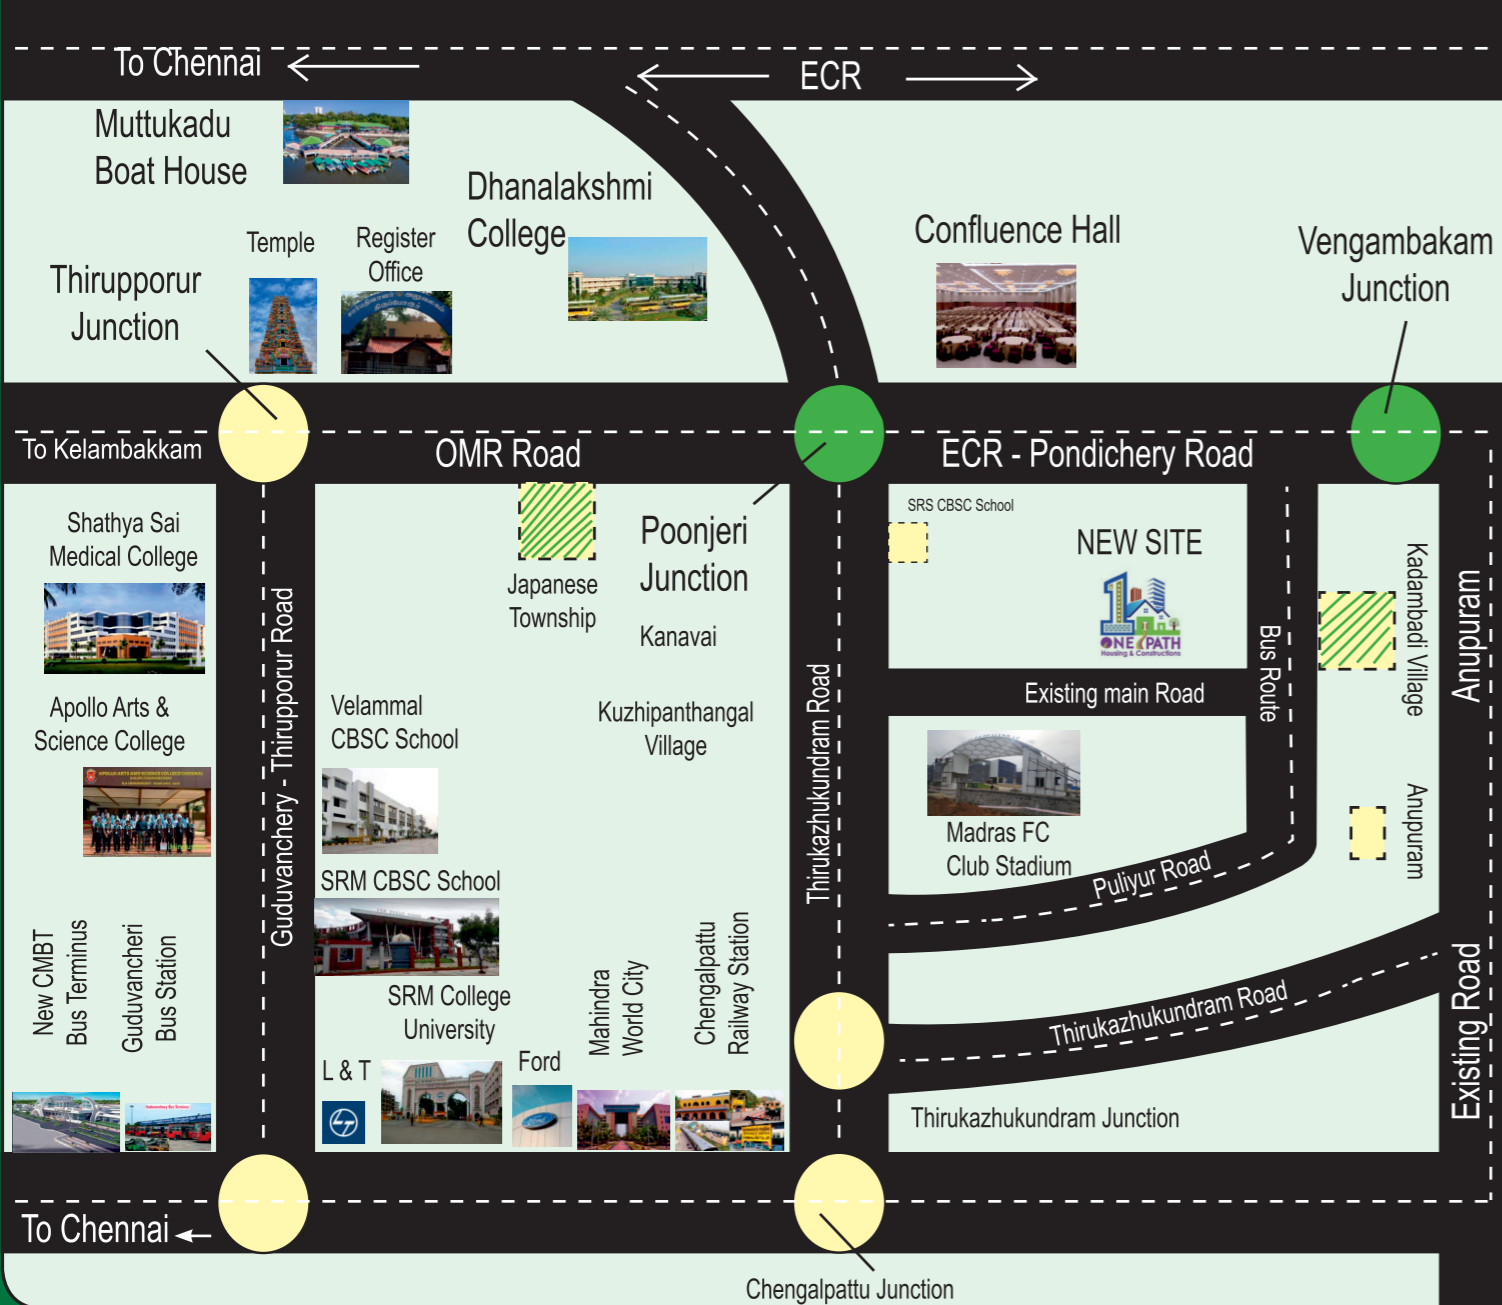 To Chennai
ECR
Muttukadu
Boat House
Dhanalakshmi
College
Temple
Register
Office
Confluence Hall
Vengambakam
Junction
Thirupporur
Junction
To Kelambakkam
OMR Road
ECR - Pondichery Road
Shathya Sai
Medical College
Japanese
Township
Poonjeri
Junction
Kanavai
SRS CBSC School
NEW SITE
1
ONE PATH
Housing & Constructions
Kadambadi Village
Anupuram
Bus Route
Guduvanchery - Thirupporur Road
Thirukazhukundram Road
Existing main Road
Apollo Arts &
Science College
Velammal
CBSC School
Kuzhipanthangal
Village
Madras FC
Club Stadium
Anupuram
Puliyur Road
SRM CBSC School
New CMBT
Bus Terminus
Guduvancheri
Bus Station
SRM College
University
Mahindra
World City
Chengalpattu
Railway Station
Thirukazhukundram Road
Existing Road
L & T
Ford
Thirukazhukundram Junction
To Chennai
Chengalpattu Junction